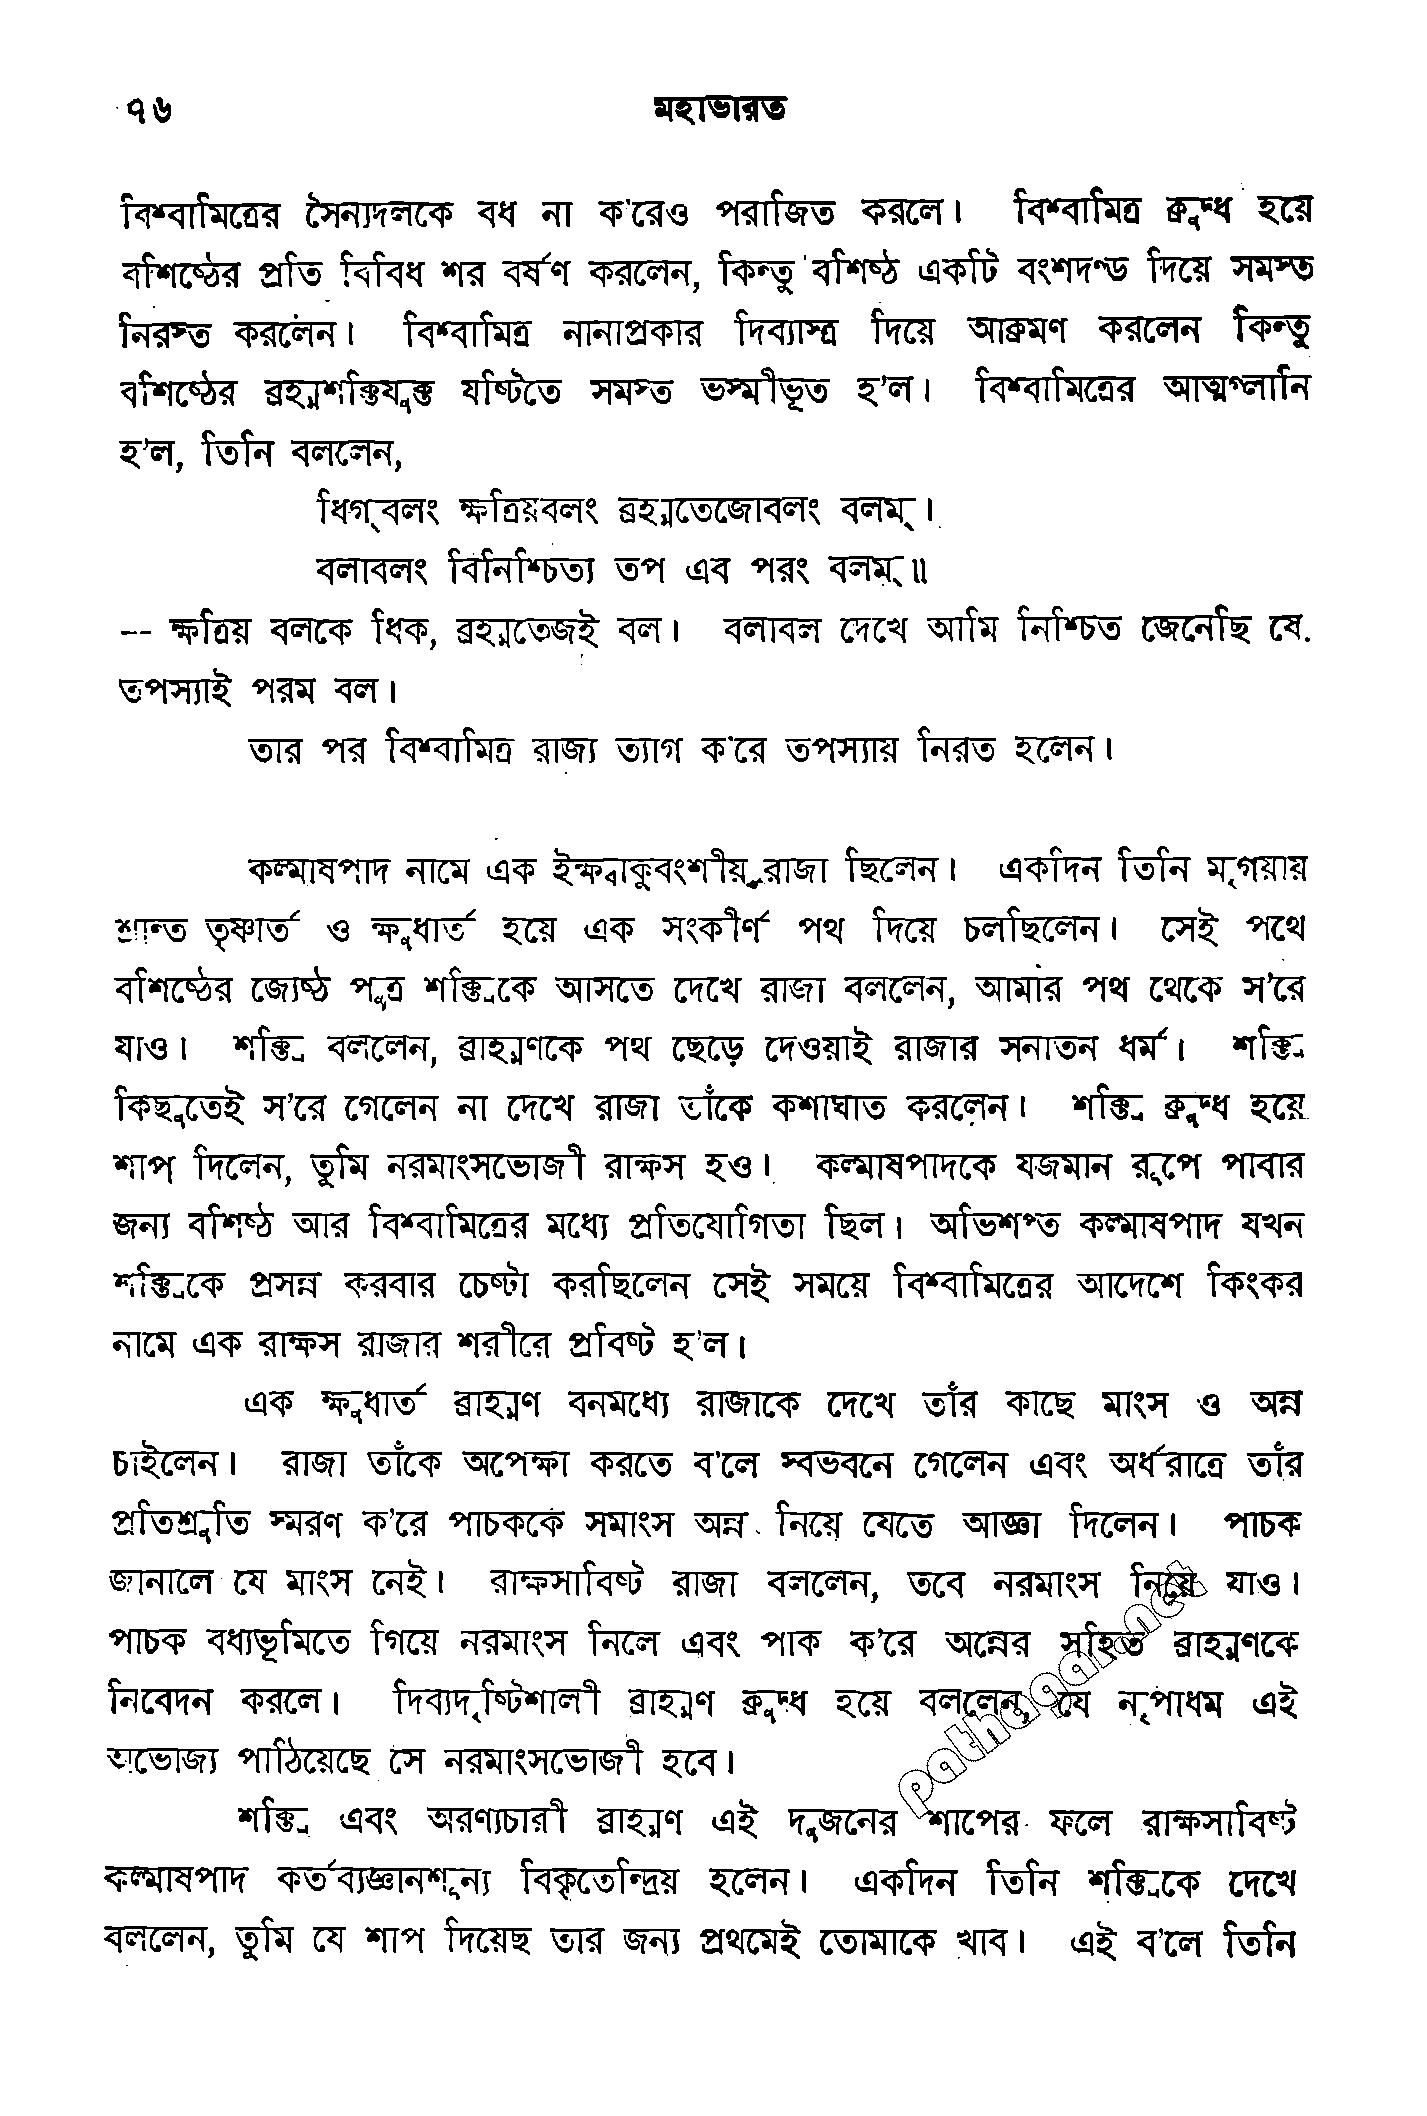 ৭৬ মহাভারত
বিশ্বামিত্রের সৈন্যদলকে বধ না ক'রেও পরাজিত করলে। বিশ্বামিত্র ক্রুদ্ধ হয়ে
বশিষ্ঠের প্রতি বিবিধ শর বর্ষণ করলেন, কিন্তু বশিষ্ঠ একটি বংশদণ্ড দিয়ে সমস্ত
নিরস্ত করলেন। বিশ্বামিত্র নানাপ্রকার দিব্যাস্ত্র দিয়ে আক্রমণ করলেন কিন্তু
বশিষ্ঠের ব্রহ্মশক্তিযুক্ত যষ্টিতে সমস্ত ভস্মীভূত হ'ল। বিশ্বামিত্রের আত্মগ্লানি
হ'ল, তিনি বললেন,
ধিগ্‌বলং ক্ষত্রিয়বলং ব্রহ্মতেজোবলং বলম্।
বলাবলং বিনিশ্চিত্য তপ এব পরং বলম্॥
-- ক্ষত্রিয় বলকে ধিক, ব্রহ্মতেজই বল। বলাবল দেখে আমি নিশ্চিত জেনেছি যে
তপস্যাই পরম বল।
তার পর বিশ্বামিত্র রাজ্য ত্যাগ ক'রে তপস্যায় নিরত হলেন।
কল্মাষপাদ নামে এক ইক্ষ্বাকুবংশীয় রাজা ছিলেন। একদিন তিনি মৃগয়ায়
শ্রান্ত তৃষ্ণার্ত ও ক্ষুধার্ত হয়ে এক সংকীর্ণ পথ দিয়ে চলছিলেন। সেই পথে
বশিষ্ঠের জ্যেষ্ঠ পুত্র শক্ত্রিকে আসতে দেখে রাজা বললেন, আমার পথ থেকে স'রে
যাও। শক্ত্রি বললেন, ব্রাহ্মণকে পথ ছেড়ে দেওয়াই রাজার সনাতন ধর্ম। শক্ত্রি
কিছুতেই স'রে গেলেন না দেখে রাজা তাঁকে কশাঘাত করলেন। শক্ত্রি ক্রুদ্ধ হয়ে
শাপ দিলেন, তুমি নরমাংসভোজী রাক্ষস হও। কল্মাষপাদকে যজমান রূপে পাবার
জন্য বশিষ্ঠ আর বিশ্বামিত্রের মধ্যে প্রতিযোগিতা ছিল। অভিশপ্ত কল্মাষপাদ যখন
শক্ত্রিকে প্রসন্ন করবার চেষ্টা করছিলেন সেই সময়ে বিশ্বামিত্রের আদেশে কিংকর
নামে এক রাক্ষস রাজার শরীরে প্রবিষ্ট হ'ল।
এক ক্ষুধার্ত ব্রাহ্মণ বনমধ্যে রাজাকে দেখে তাঁর কাছে মাংস ও অন্ন
চাইলেন। রাজা তাঁকে অপেক্ষা করতে ব'লে স্বভবনে গেলেন এবং অর্ধরাত্রে তাঁর
প্রতিশ্রুতি স্মরণ ক'রে পাচককে সমাংস অন্ন নিয়ে যেতে আজ্ঞা দিলেন। পাচক
জানালে যে মাংস নেই। রাক্ষসাবিষ্ট রাজা বললেন, তবে নরমাংস নিয়ে যাও।
পাচক বধ্যভূমিতে গিয়ে নরমাংস নিলে এবং পাক ক'রে অন্নের সহিত ব্রাহ্মণকে
নিবেদন করলে। দিব্যদৃষ্টিশালী ব্রাহ্মণ ক্রুদ্ধ হয়ে বললেন, যে নৃপাধম এই
অভোজ্য পাঠিয়েছে সে নরমাংসভোজী হবে।
শক্ত্রি এবং অরণ্যচারী ব্রাহ্মণ এই দুজনের শাপের ফলে রাক্ষসাবিষ্ট
কল্মাষপাদ কর্তব্যজ্ঞানশূন্য বিকৃতেন্দ্রিয় হলেন। একদিন তিনি শক্ত্রিকে দেখে
বললেন, তুমি যে শাপ দিয়েছ তার জন্য প্রথমেই তোমাকে খাব। এই ব'লে তিনি
pathagar.net